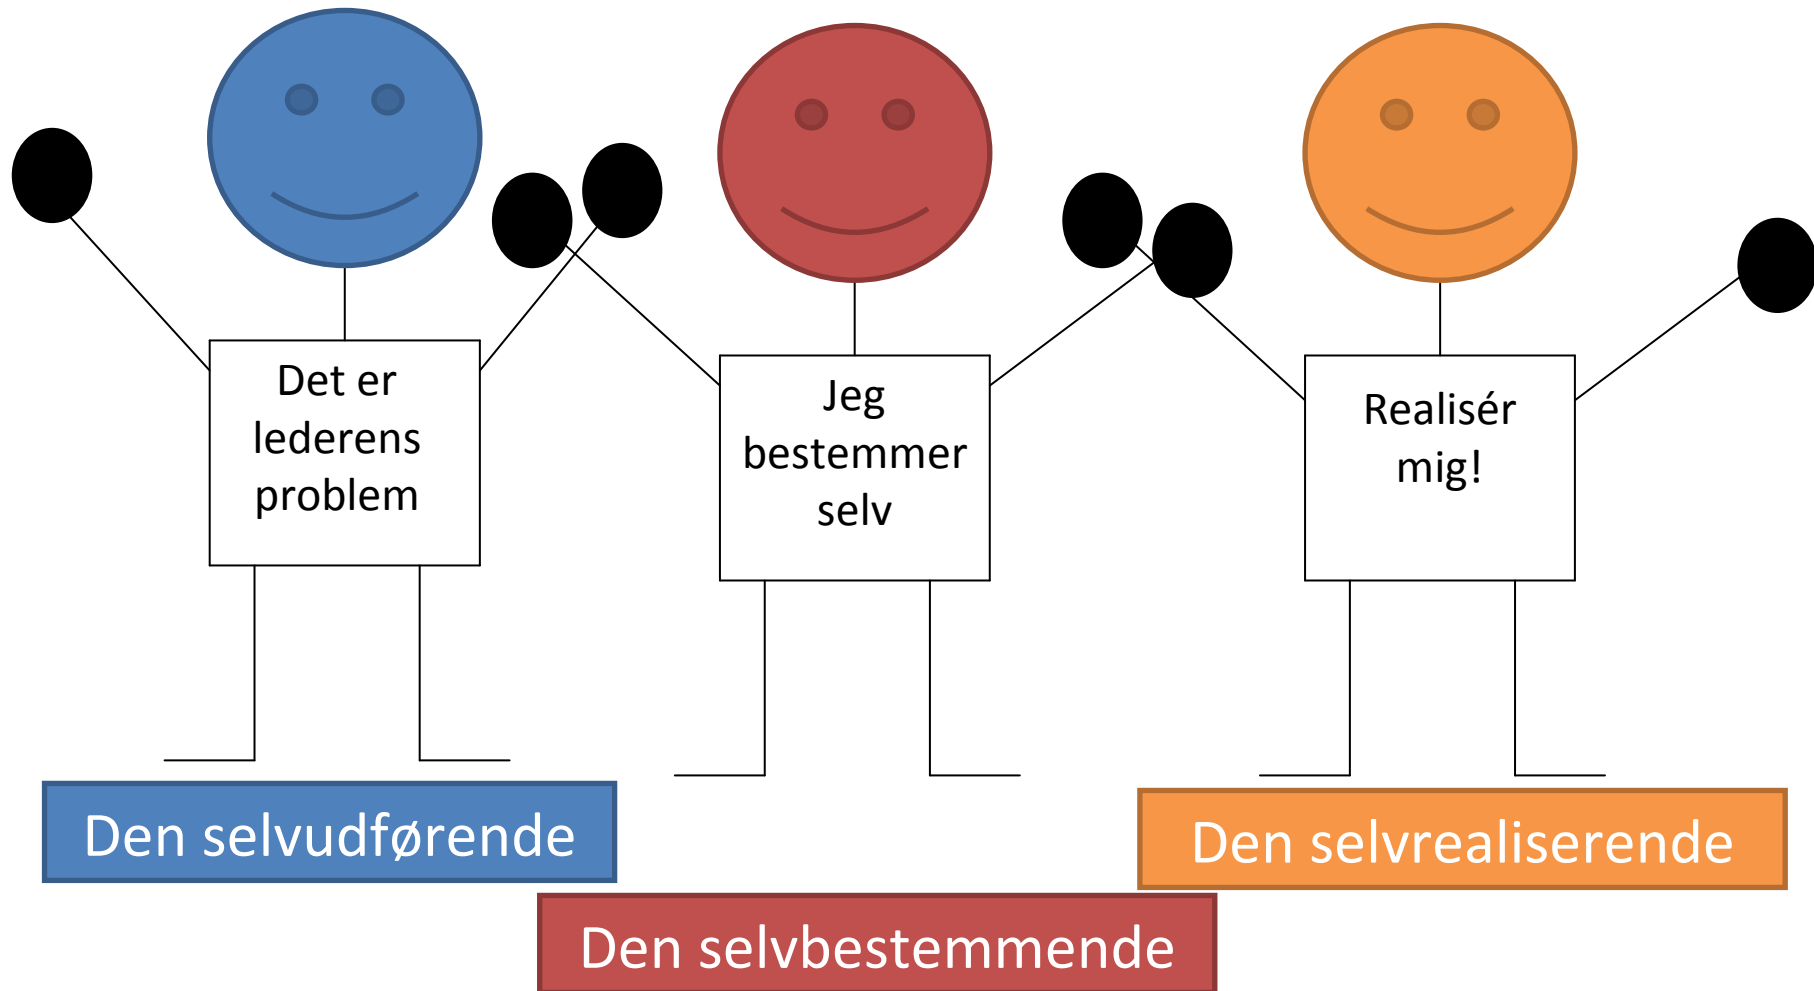 Det er
lederens
problem
Jeg
bestemmer
selv
Realisér
mig!
Den selvudførende
Den selvbestemmende
Den selvrealiserende